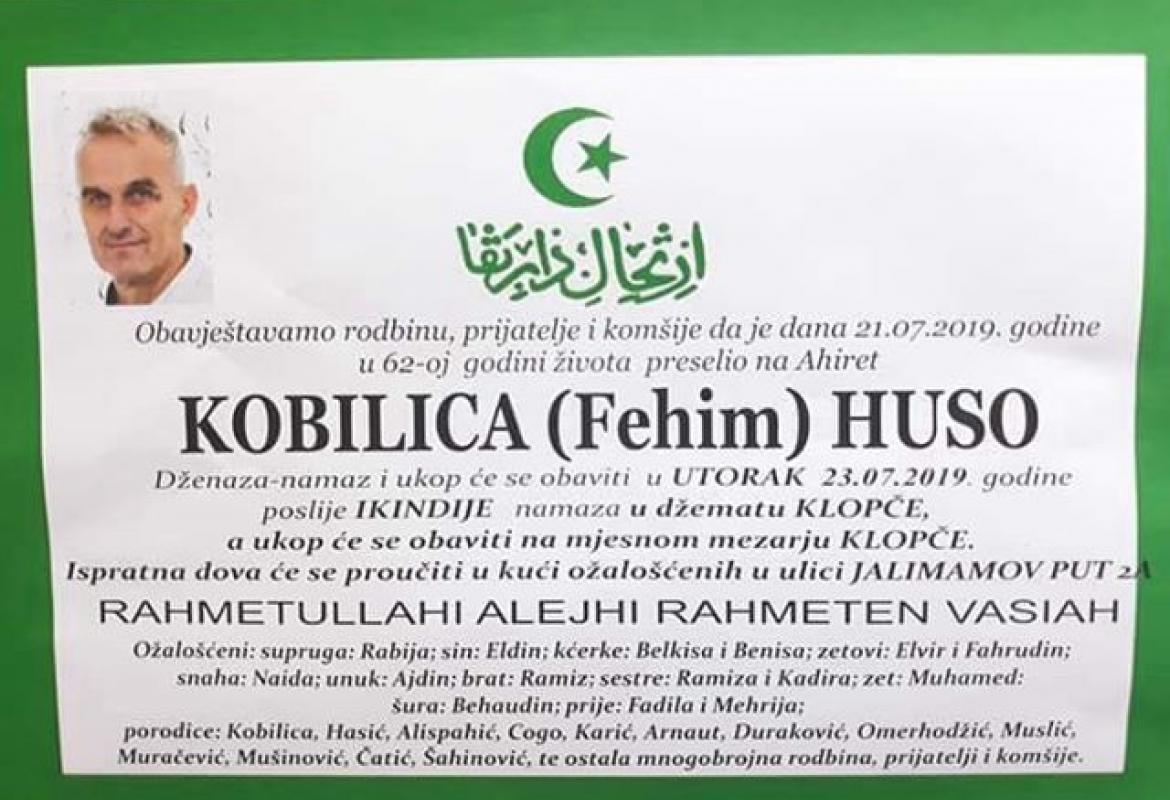 ارتحال دار بقا
Obavještavamo rodbinu, prijatelje i komšije da je dana 21.07.2019. godine
u 62-oj godini života preselio na Ahiret
KOBILICA (Fehim) HUSO
Dženaza-namaz i ukop će se obaviti u UTORAK 23.07.2019. godine
poslije IKINDIJE namaza u džematu KLOPČE,
a ukop će se obaviti na mjesnom mezarju KLOPČE.
Ispratna dova će se proučiti u kući ožalošćenih u ulici JALIMAMOV PUT 2A
RAHMETULLAHI ALEJHI RAHMETEN VASIAH
Ožalošćeni: supruga: Rabija; sin: Eldin; kćerke: Belkisa i Benisa; zetovi: Elvir i Fahrudin;
snaha: Naida; unuk: Ajdin; brat: Ramiz; sestre: Ramiza i Kadira; zet: Muhamed:
šura: Behaudin; prije: Fadila i Mehrija;
porodice: Kobilica, Hasić, Alispahić, Cogo, Karić, Arnaut, Duraković, Omerhodžić, Muslić,
Muračević, Mušinović, Čatić, Šahinović, te ostala mnogobrojna rodbina, prijatelji i komšije.